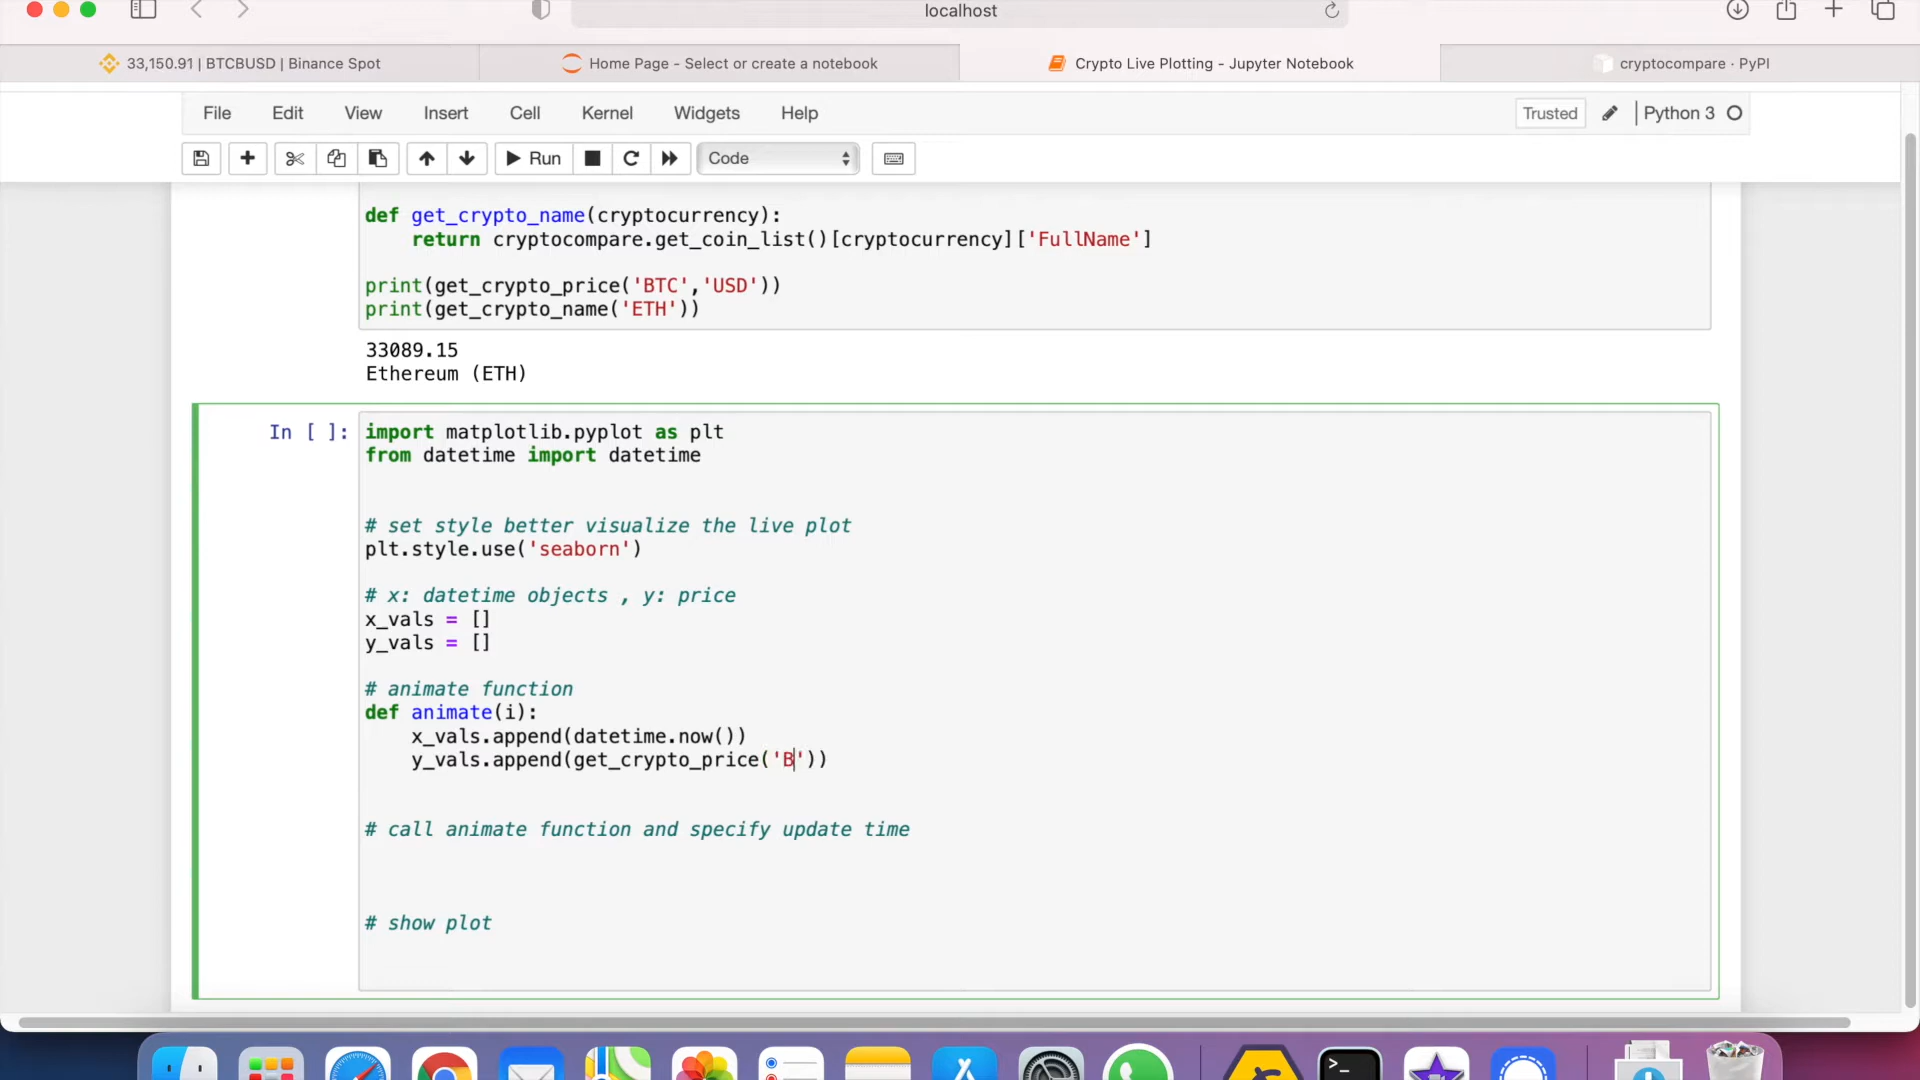 localhost
33,150.91 | BTCBUSD | Binance Spot
Home Page - Select or create a notebook
Crypto Live Plotting - Jupyter Notebook
cryptocompare · PyPI
File Edit View Insert Cell Kernel Widgets Help
Trusted
Python 3
Run
Code
def get_crypto_name(cryptocurrency):
    return cryptocompare.get_coin_list()[cryptocurrency]['FullName']
print(get_crypto_price('BTC','USD'))
print(get_crypto_name('ETH'))
33089.15
Ethereum (ETH)
In [ ]:
import matplotlib.pyplot as plt
from datetime import datetime
# set style better visualize the live plot
plt.style.use('seaborn')
# x: datetime objects , y: price
x_vals = []
y_vals = []
# animate function
def animate(i):
    x_vals.append(datetime.now())
    y_vals.append(get_crypto_price('B'))
# call animate function and specify update time
# show plot